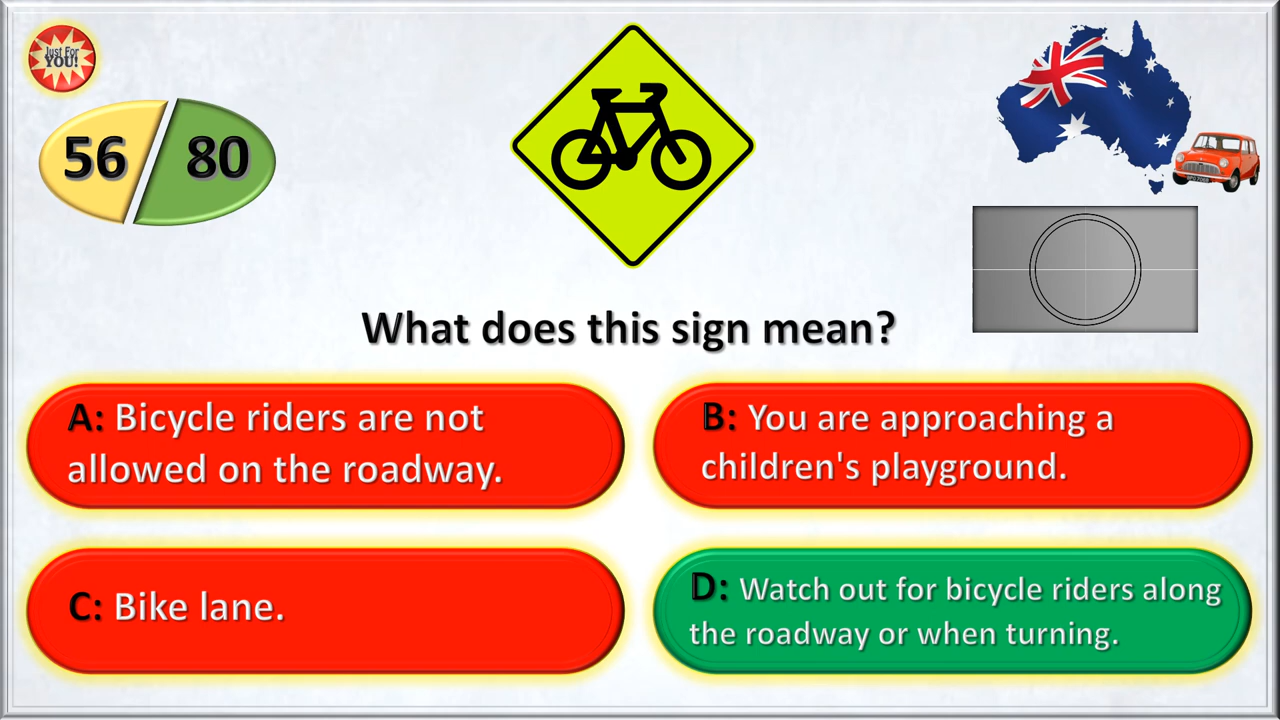 Just For
YOU!
56 80
What does this sign mean?
A: Bicycle riders are not
allowed on the roadway.
B: You are approaching a
children's playground.
C: Bike lane.
D: Watch out for bicycle riders along
the roadway or when turning.